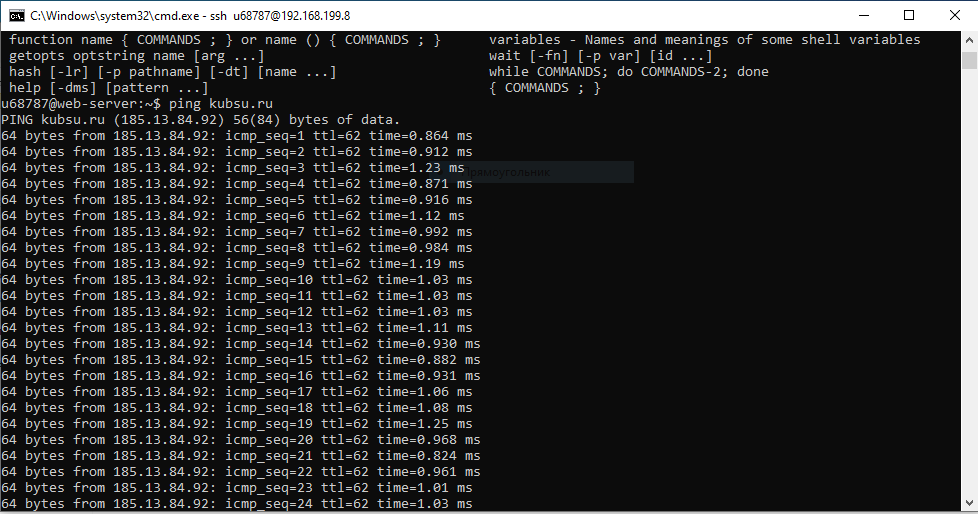 C:\Windows\system32\cmd.exe - ssh u68787@192.168.199.8
function name { COMMANDS ; } or name () { COMMANDS ; } variables - Names and meanings of some shell variables
getopts optstring name [arg ...] wait [-fn] [-p var] [id ...]
hash [-lr] [-p pathname] [-dt] [name ...] while COMMANDS; do COMMANDS-2; done
help [-dms] [pattern ...] { COMMANDS ; }
u68787@web-server:~$ ping kubsu.ru
PING kubsu.ru (185.13.84.92) 56(84) bytes of data.
64 bytes from 185.13.84.92: icmp_seq=1 ttl=62 time=0.864 ms
64 bytes from 185.13.84.92: icmp_seq=2 ttl=62 time=0.912 ms
64 bytes from 185.13.84.92: icmp_seq=3 ttl=62 time=1.23 ms Прямоугольник
64 bytes from 185.13.84.92: icmp_seq=4 ttl=62 time=0.871 ms
64 bytes from 185.13.84.92: icmp_seq=5 ttl=62 time=0.916 ms
64 bytes from 185.13.84.92: icmp_seq=6 ttl=62 time=1.12 ms
64 bytes from 185.13.84.92: icmp_seq=7 ttl=62 time=0.992 ms
64 bytes from 185.13.84.92: icmp_seq=8 ttl=62 time=0.984 ms
64 bytes from 185.13.84.92: icmp_seq=9 ttl=62 time=1.19 ms
64 bytes from 185.13.84.92: icmp_seq=10 ttl=62 time=1.03 ms
64 bytes from 185.13.84.92: icmp_seq=11 ttl=62 time=1.03 ms
64 bytes from 185.13.84.92: icmp_seq=12 ttl=62 time=1.03 ms
64 bytes from 185.13.84.92: icmp_seq=13 ttl=62 time=1.11 ms
64 bytes from 185.13.84.92: icmp_seq=14 ttl=62 time=0.930 ms
64 bytes from 185.13.84.92: icmp_seq=15 ttl=62 time=0.882 ms
64 bytes from 185.13.84.92: icmp_seq=16 ttl=62 time=0.931 ms
64 bytes from 185.13.84.92: icmp_seq=17 ttl=62 time=1.06 ms
64 bytes from 185.13.84.92: icmp_seq=18 ttl=62 time=1.08 ms
64 bytes from 185.13.84.92: icmp_seq=19 ttl=62 time=1.25 ms
64 bytes from 185.13.84.92: icmp_seq=20 ttl=62 time=0.968 ms
64 bytes from 185.13.84.92: icmp_seq=21 ttl=62 time=0.824 ms
64 bytes from 185.13.84.92: icmp_seq=22 ttl=62 time=0.961 ms
64 bytes from 185.13.84.92: icmp_seq=23 ttl=62 time=1.01 ms
64 bytes from 185.13.84.92: icmp_seq=24 ttl=62 time=1.03 ms